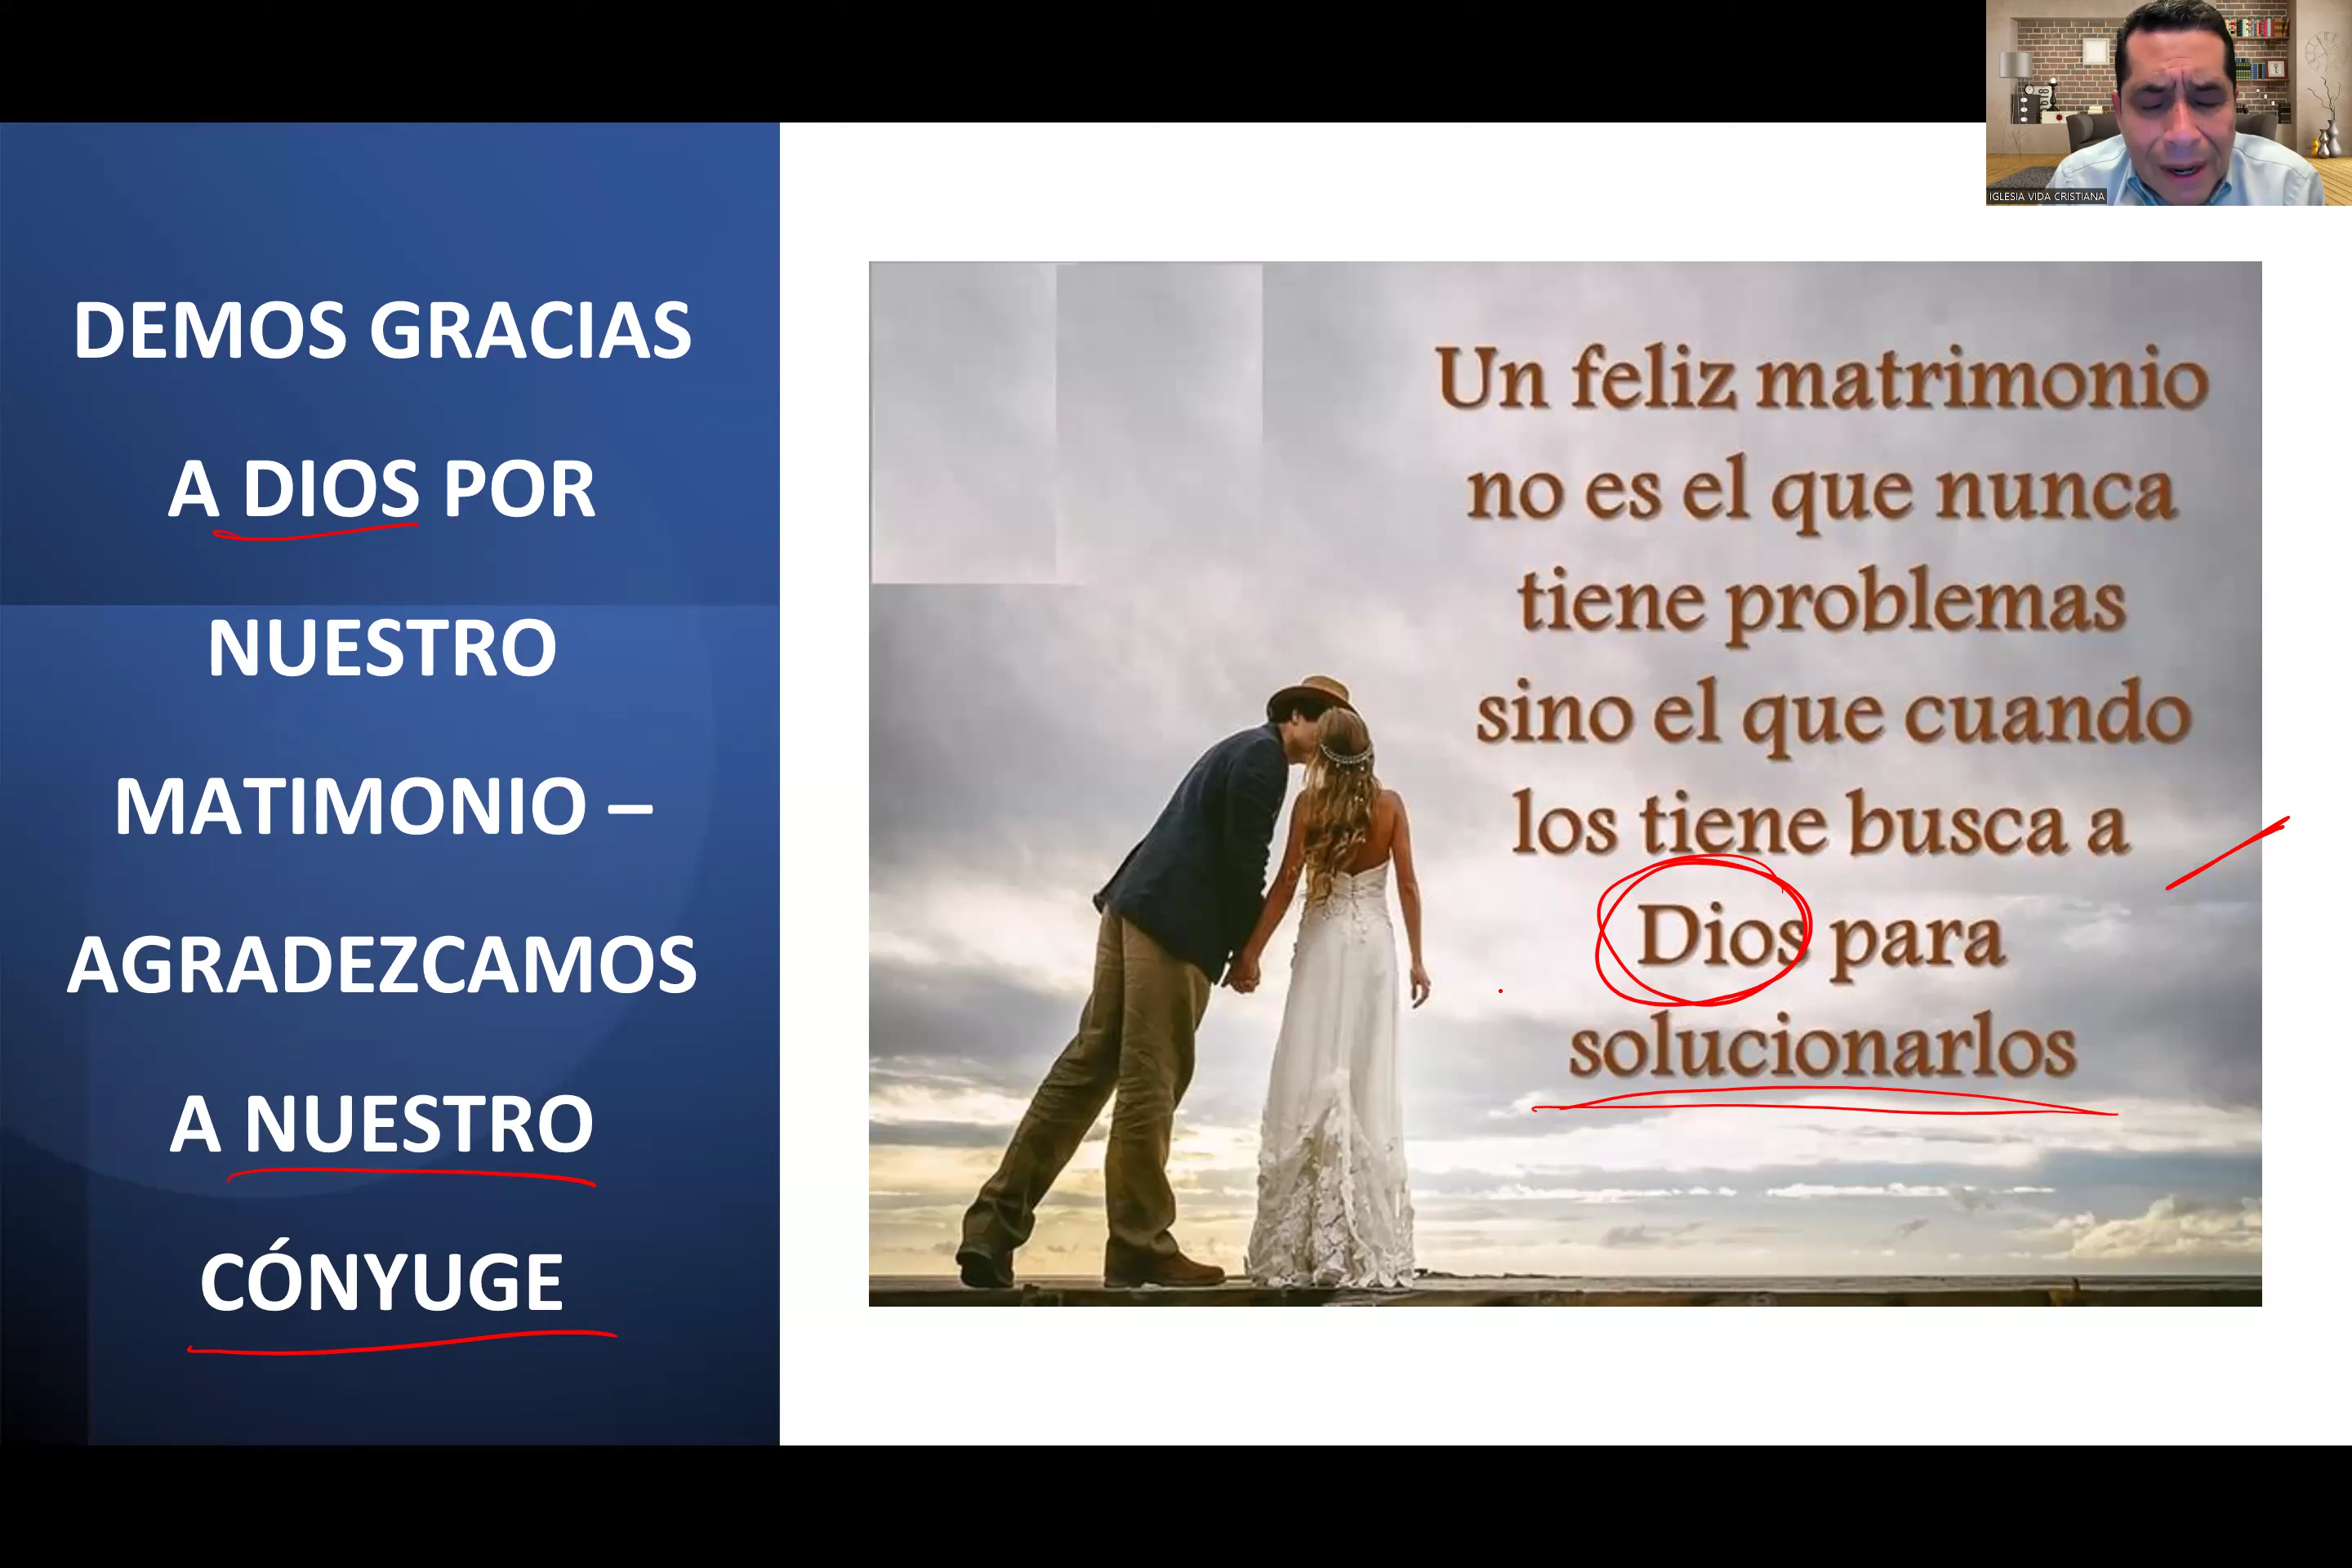 IGLESIA VIDA CRISTIANA
DEMOS GRACIAS
A DIOS POR
NUESTRO
MATIMONIO –
AGRADEZCAMOS
A NUESTRO
CÓNYUGE
Un feliz matrimonio
no es el que nunca
tiene problemas
sino el que cuando
los tiene busca a
Dios para
solucionarlos